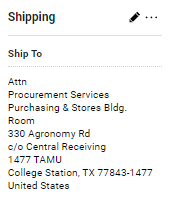 Shipping
Ship To
Attn
Procurement Services
Purchasing & Stores Bldg.
Room
330 Agronomy Rd
c/o Central Receiving
1477 TAMU
College Station, TX 77843-1477
United States